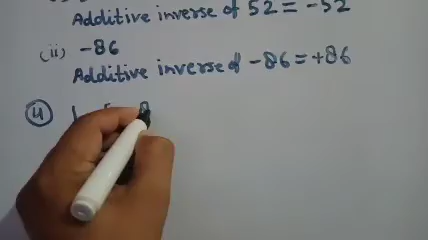 Additive inverse of 52 = -52
(ii) -86
Additive inverse of -86 = +86
(4)